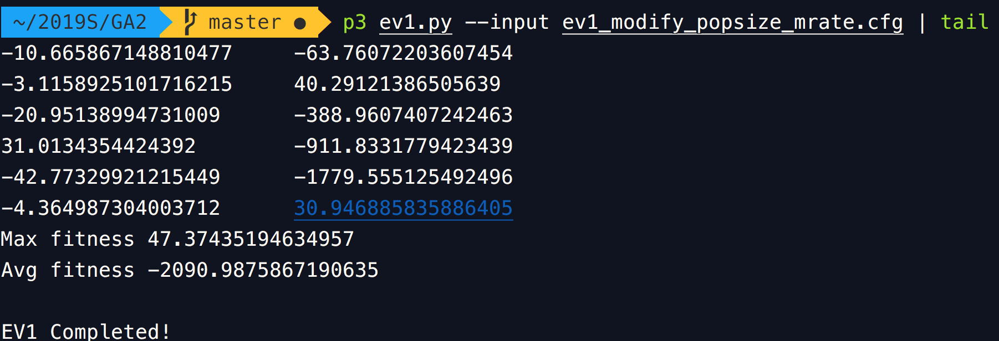 ~/2019S/GA2 master ● p3 ev1.py --input ev1_modify_popsize_mrate.cfg | tail
-10.665867148810477 -63.76072203607454
-3.1158925101716215 40.29121386505639
-20.95138994731009 -388.9607407242463
31.0134354424392 -911.8331779423439
-42.77329921215449 -1779.555125492496
-4.364987304003712 30.946885835886405
Max fitness 47.37435194634957
Avg fitness -2090.9875867190635
EV1 Completed!